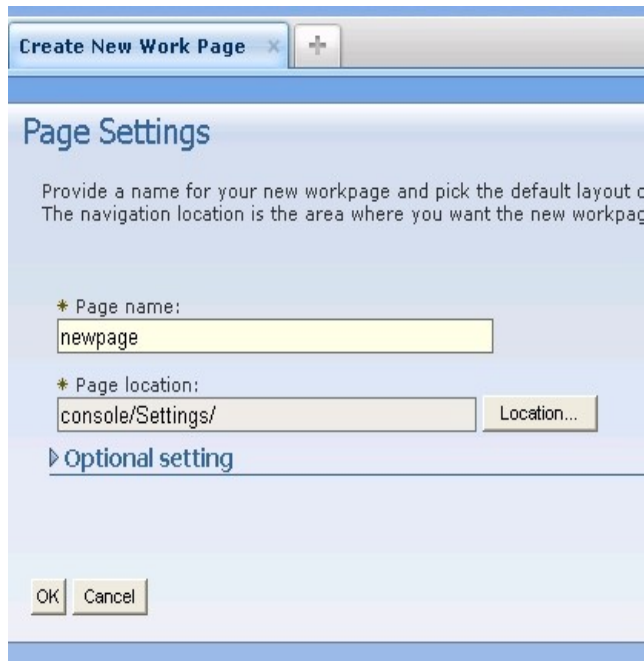 Create New Work Page
Page Settings
Provide a name for your new workpage and pick the default layout
The navigation location is the area where you want the new
* Page name:
newpage
* Page location:
console/Settings/
Location...
Optional setting
OK
Cancel